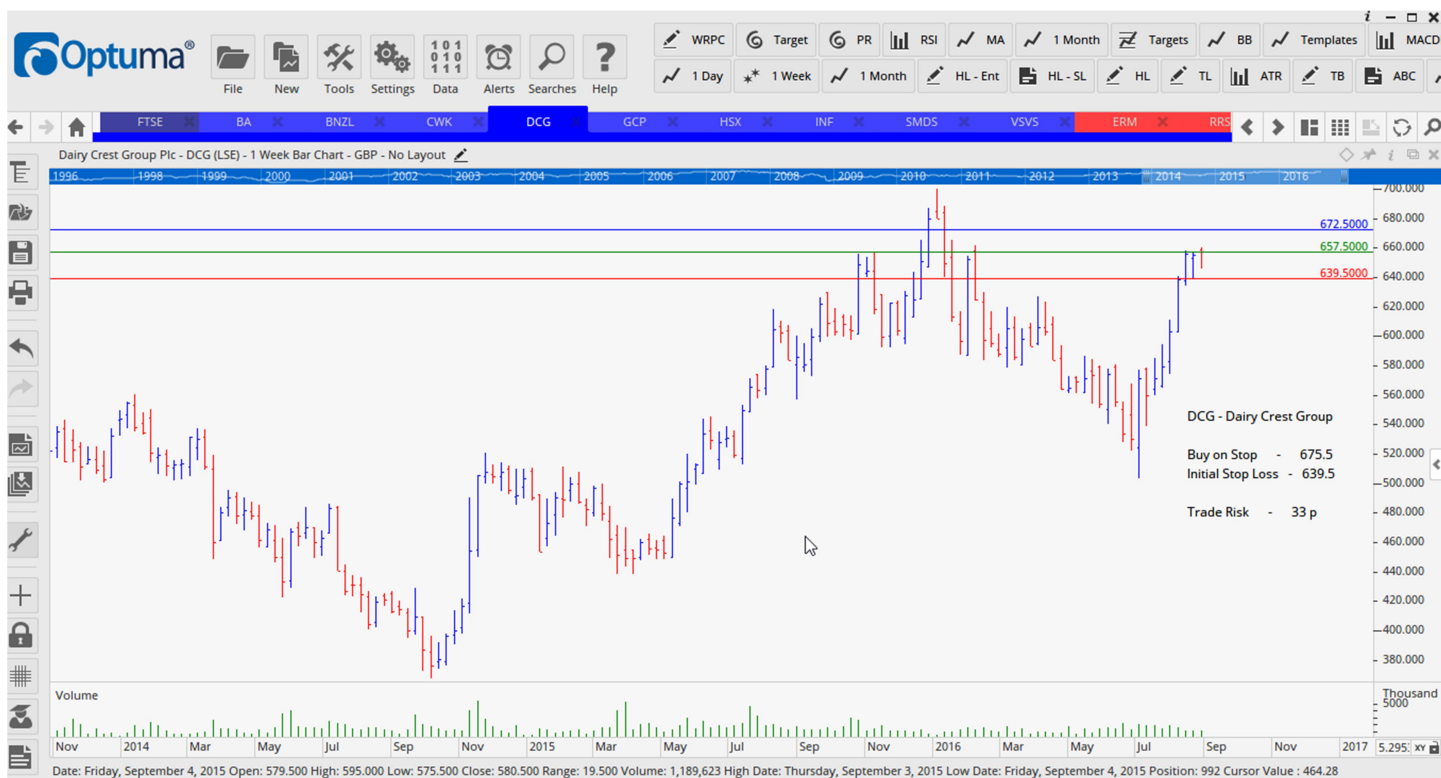 Optuma®
File
New
Tools
Settings
101
010
111
Data
Alerts
Searches
Help
WRPC
Target
PR
RSI
MA
1 Month
Targets
BB
Templates
MACD
1 Day
1 Week
1 Month
HL - Ent
HL - SL
HL
TL
ATR
TB
ABC
FTSE
BA
BNZL
CWK
DCG
GCP
HSX
INF
SMDS
VSVS
ERM
RRS
Dairy Crest Group Plc - DCG (LSE) - 1 Week Bar Chart - GBP - No Layout
1996 1998 1999 2000 2001 2002 2003 2004 2005 2006 2007 2008 2009 2010 2011 2012 2013 2014 2015 2016
700.000
680.000
672.5000
660.000
657.5000
640.000
639.5000
620.000
600.000
580.000
560.000
540.000
520.000
500.000
480.000
460.000
440.000
420.000
400.000
380.000
DCG - Dairy Crest Group
Buy on Stop - 675.5
Initial Stop Loss - 639.5
Trade Risk - 33 p
Volume
Thousand
5000
Nov 2014 Mar May Jul Sep Nov 2015 Mar May Jul Sep Nov 2016 Mar May Jul Sep Nov 2017
5.295: XY
Date: Friday, September 4, 2015 Open: 579.500 High: 595.000 Low: 575.500 Close: 580.500 Range: 19.500 Volume: 1,189,623 High Date: Thursday, September 3, 2015 Low Date: Friday, September 4, 2015 Position: 992 Cursor Value : 464.28